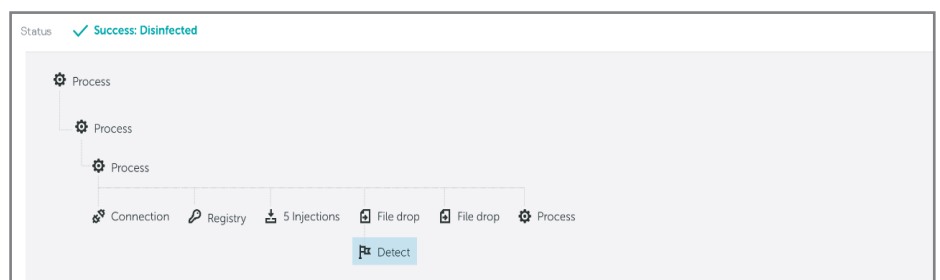 Status Success: Disinfected
Process
Process
Process
Connection Registry 5 Injections File drop File drop Process
Detect